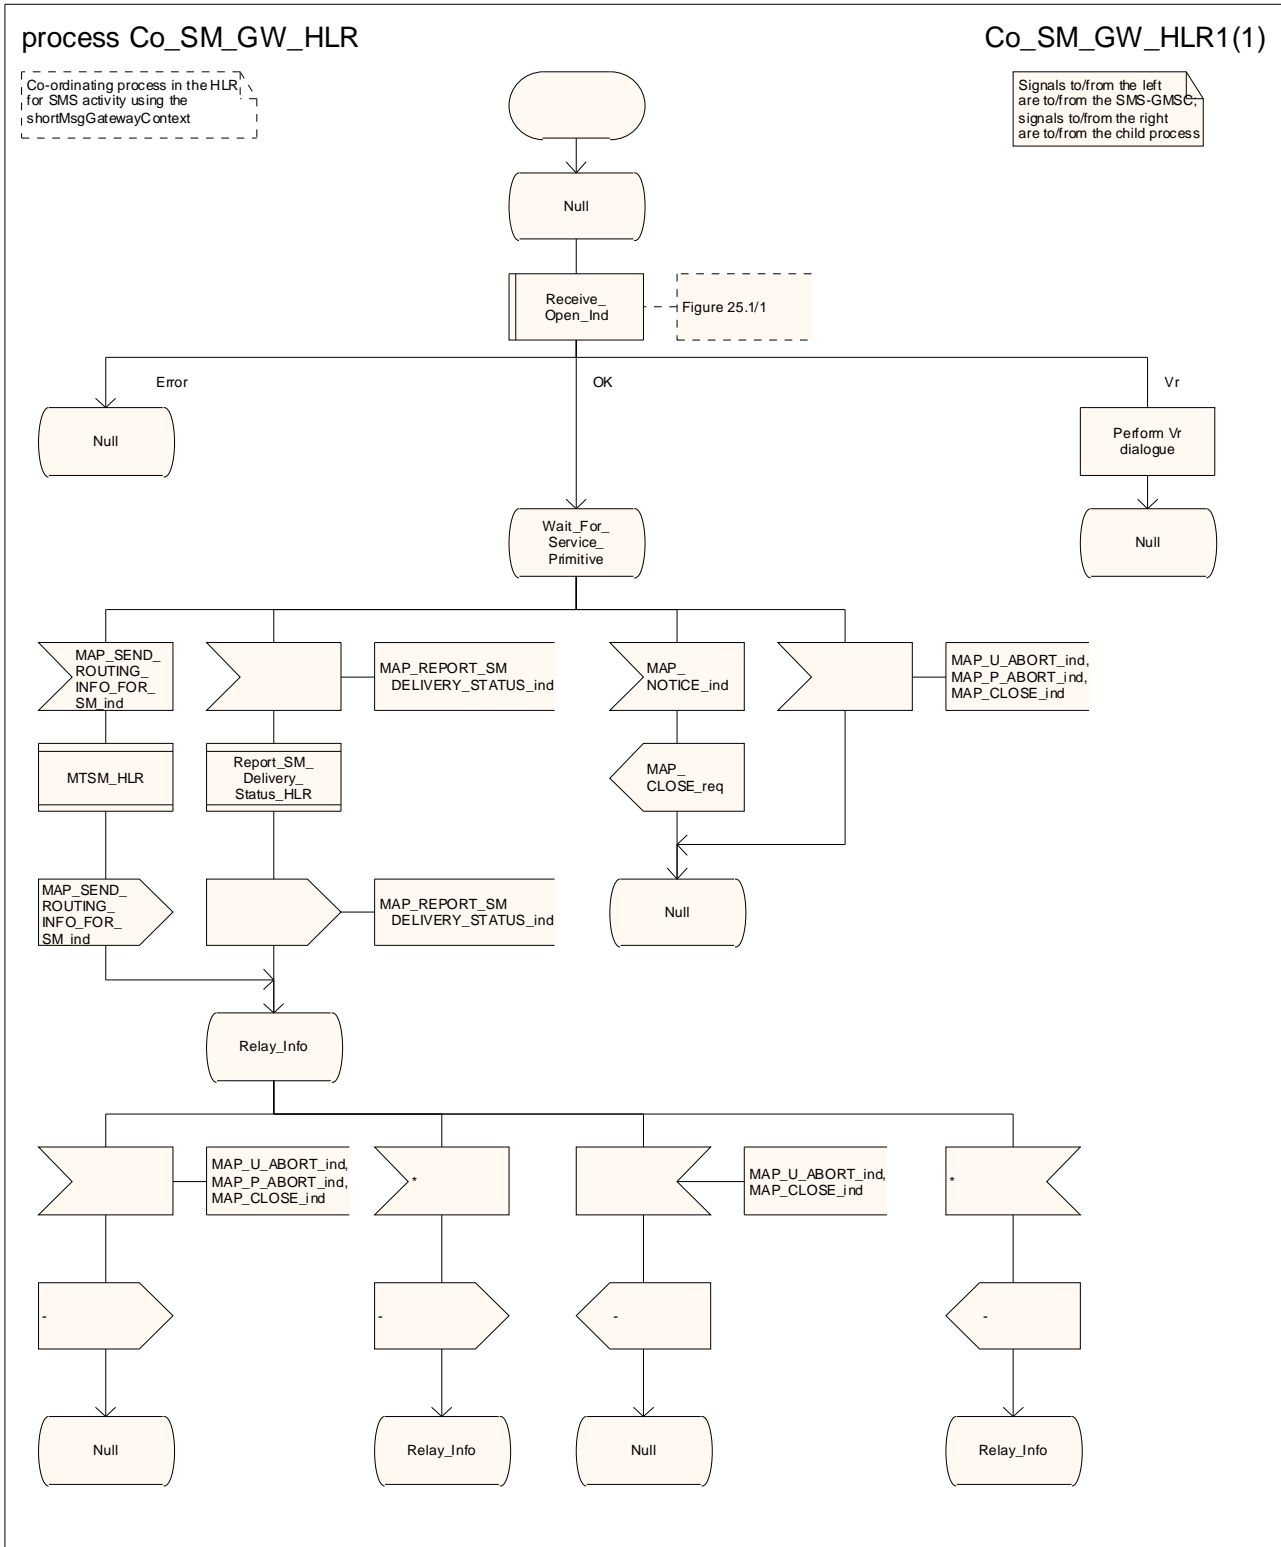 process Co_SM_GW_HLR
Co_SM_GW_HLR1(1)
Co-ordinating process in the HLR
for SMS activity using the
shortMsgGatewayContext
Signals to/from the left
are to/from the SMS-GMSC;
signals to/from the right
are to/from the child process
Null
Receive_
Open_Ind
Figure 25.1/1
Error
OK
Vr
Null
Perform Vr
dialogue
Wait_For_
Service_
Primitive
Null
MAP_SEND_
ROUTING_
INFO_FOR_
SM_ind
MAP_REPORT_SM
DELIVERY_STATUS_ind
MAP_
NOTICE_ind
MAP_U_ABORT_ind,
MAP_P_ABORT_ind,
MAP_CLOSE_ind
MTSM_HLR
Report_SM_
Delivery_
Status_HLR
MAP_
CLOSE_req
MAP_SEND_
ROUTING_
INFO_FOR_
SM_ind
MAP_REPORT_SM
DELIVERY_STATUS_ind
Null
Relay_Info
MAP_U_ABORT_ind,
MAP_P_ABORT_ind,
MAP_CLOSE_ind
*
MAP_U_ABORT_ind,
MAP_CLOSE_ind
*
-
-
-
-
Null
Relay_Info
Null
Relay_Info